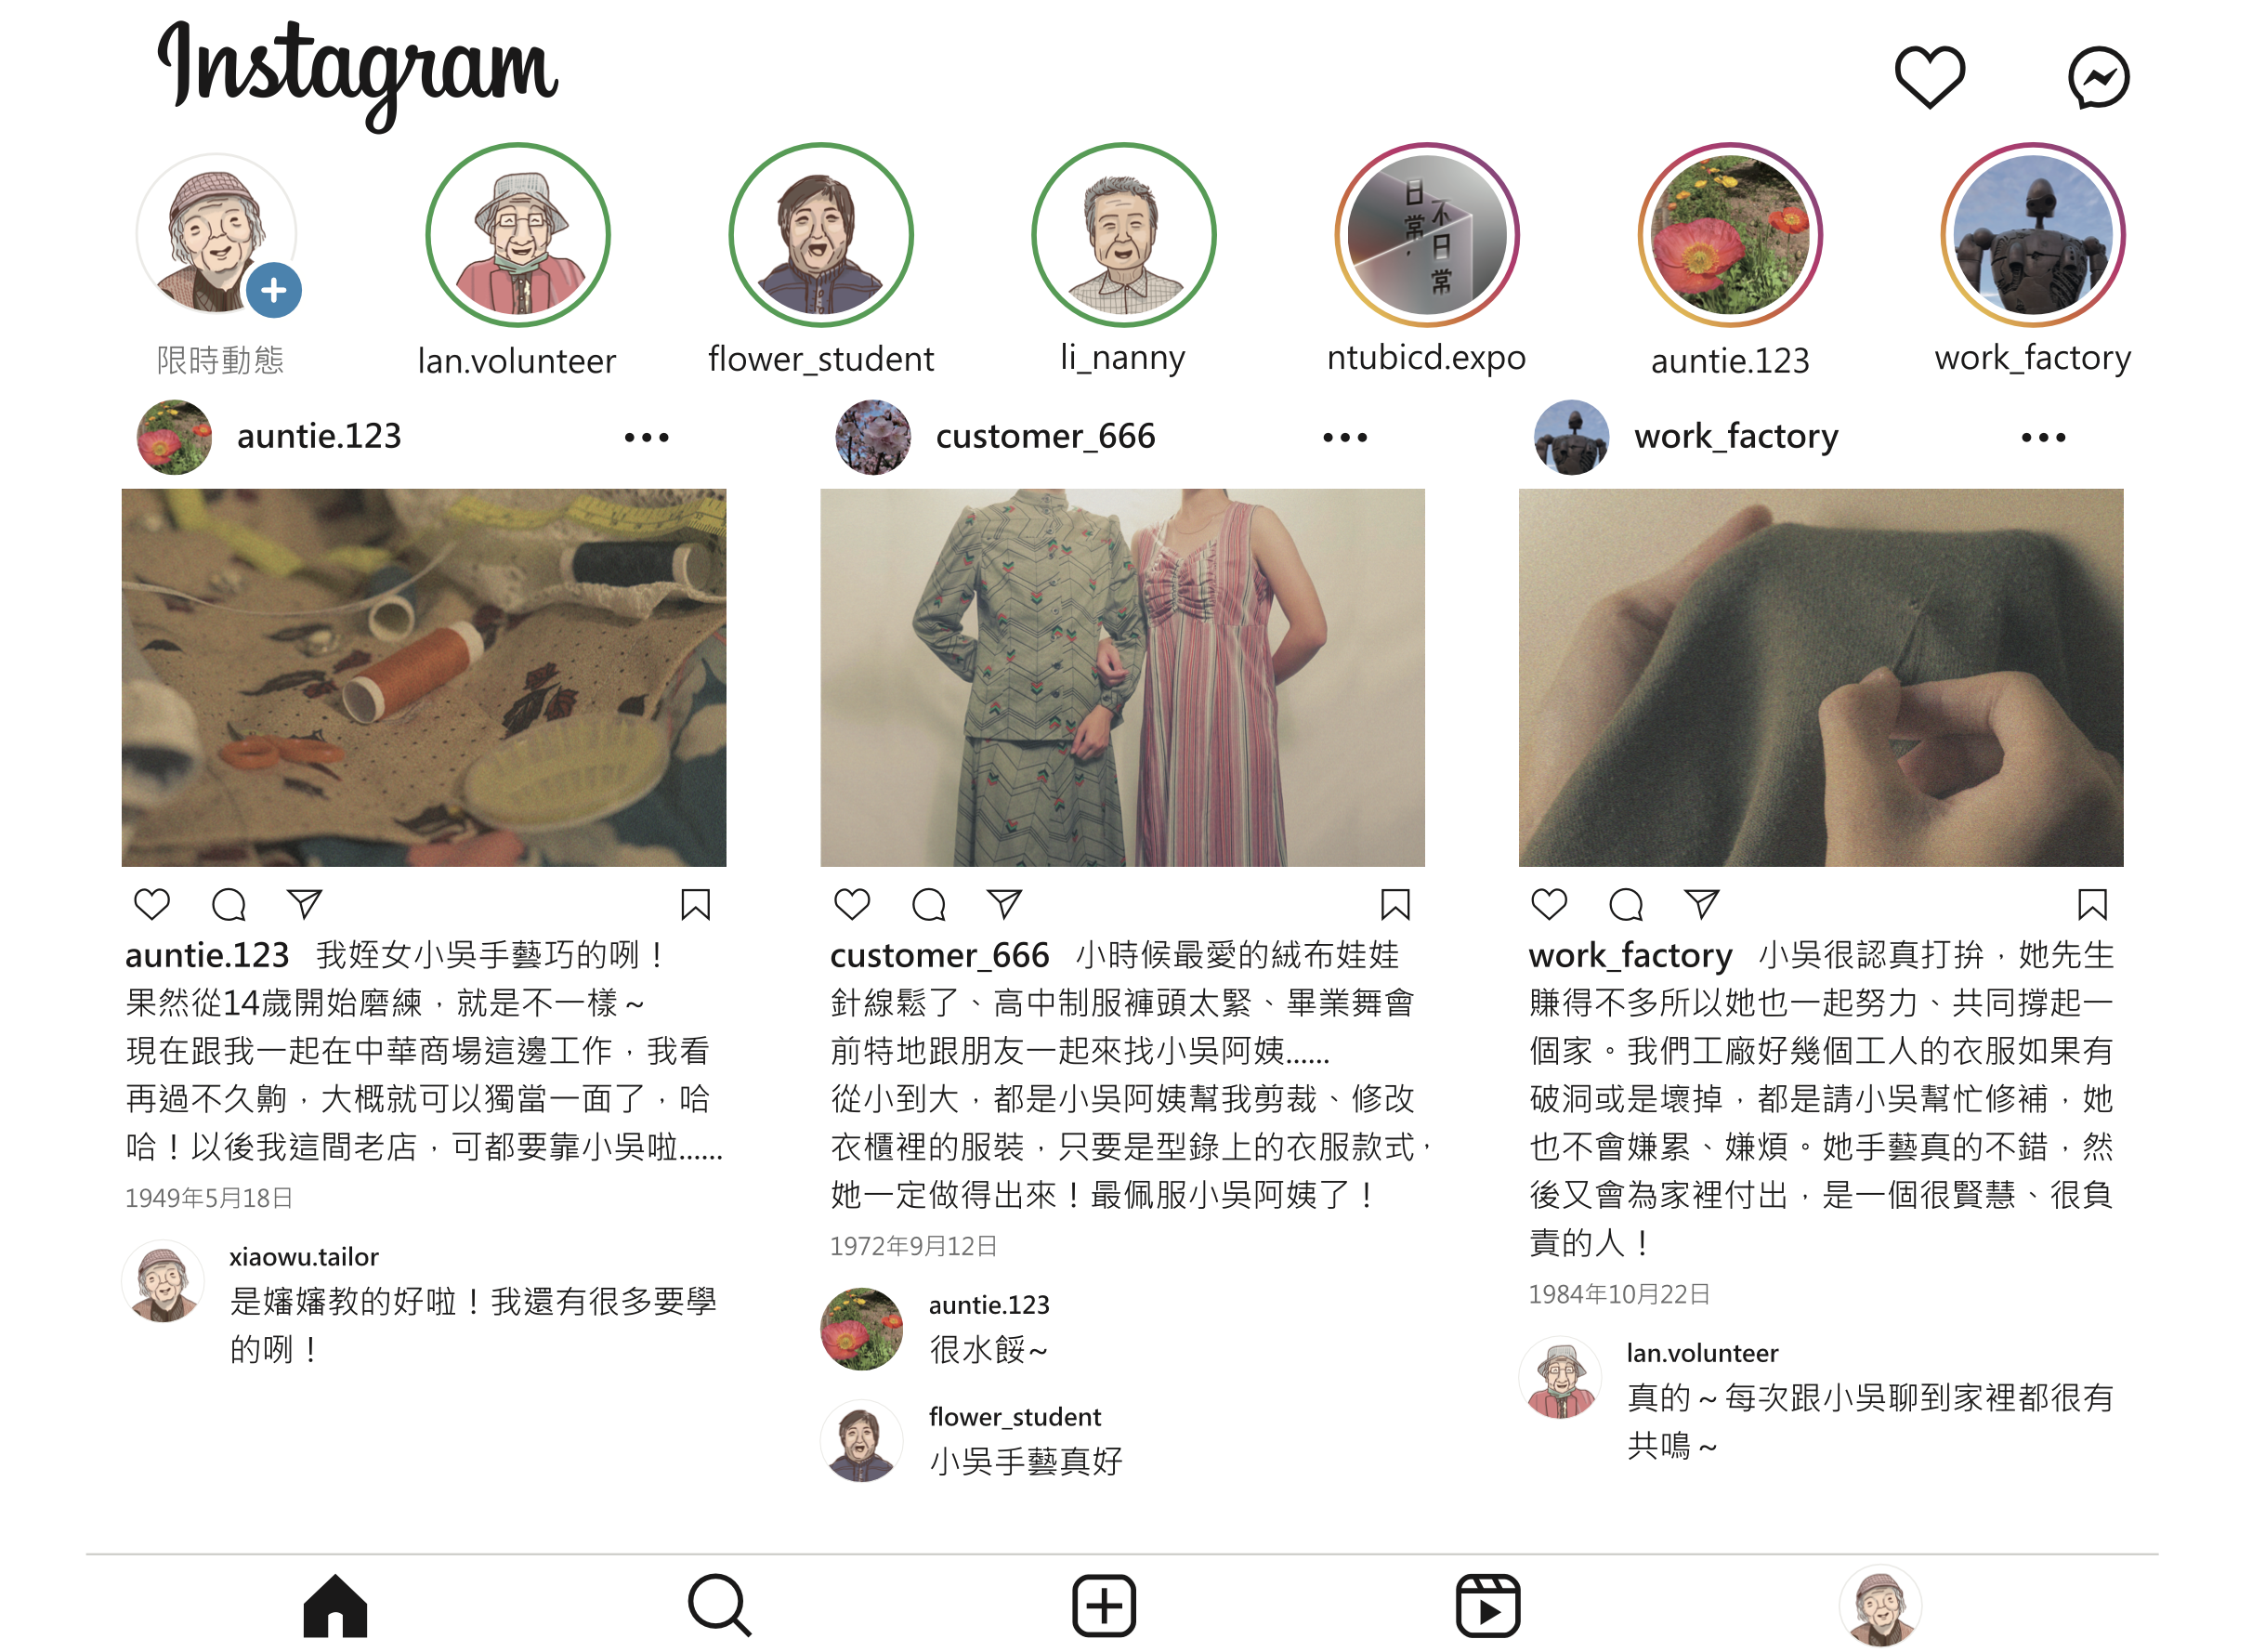 Instagram
日常，
不日常
限時動態
lan.volunteer
flower_student
li_nanny
ntubicd.expo
auntie.123
work_factory
auntie.123
customer_666
work_factory
auntie.123 我姪女小吳手藝巧的咧！
果然從14歲開始磨練，就是不一樣～
現在跟我一起在中華商場這邊工作，我看
再過不久齁，大概就可以獨當一面了，哈
哈！以後我這間老店，可都要靠小吳啦......
1949年5月18日
xiaowu.tailor
是嬸嬸教的好啦！我還有很多要學
的咧！
customer_666 小時候最愛的絨布娃娃
針線鬆了、高中制服褲頭太緊、畢業舞會
前特地跟朋友一起來找小吳阿姨......
從小到大，都是小吳阿姨幫我剪裁、修改
衣櫃裡的服裝，只要是型錄上的衣服款式，
她一定做得出來！最佩服小吳阿姨了！
1972年9月12日
auntie.123
很水餒~
flower_student
小吳手藝真好
work_factory 小吳很認真打拚，她先生
賺得不多所以她也一起努力、共同撐起一
個家。我們工廠好幾個工人的衣服如果有
破洞或是壞掉，都是請小吳幫忙修補，她
也不會嫌累、嫌煩。她手藝真的不錯，然
後又會為家裡付出，是一個很賢慧、很負
責的人！
1984年10月22日
lan.volunteer
真的～每次跟小吳聊到家裡都很有
共鳴～